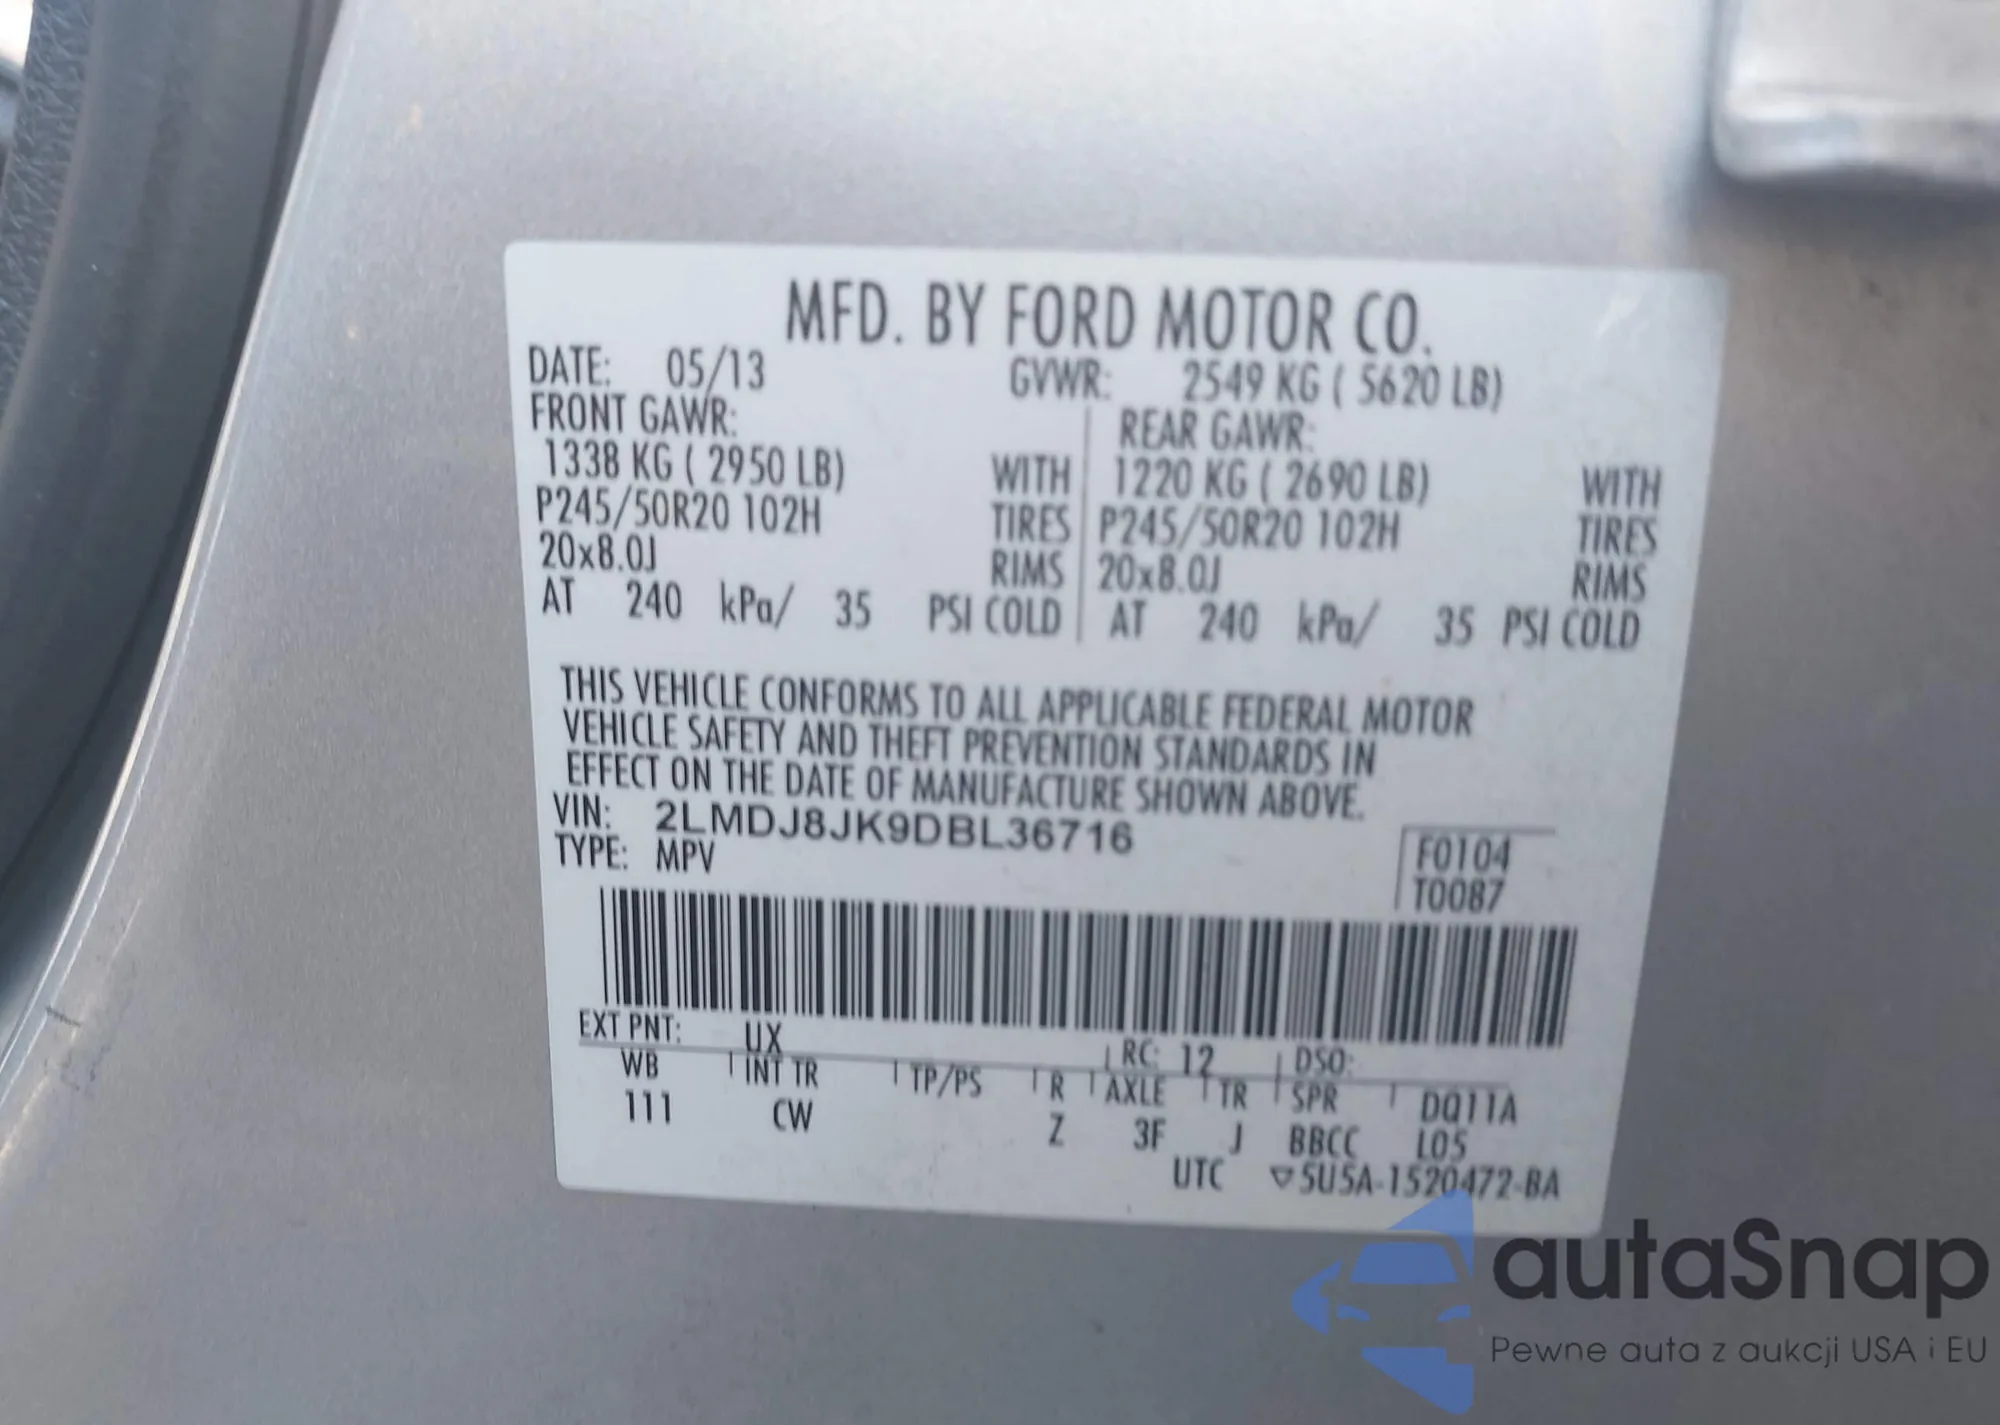 MFD. BY FORD MOTOR CO.
DATE: 05/13 GVWR: 2549 KG ( 5620 LB)
FRONT GAWR: REAR GAWR:
1338 KG ( 2950 LB) WITH 1220 KG ( 2690 LB) WITH
P245/50R20 102H TIRES P245/50R20 102H TIRES
20x8.0J RIMS 20x8.0J RIMS
AT 240 kPa/ 35 PSI COLD AT 240 kPa/ 35 PSI COLD
THIS VEHICLE CONFORMS TO ALL APPLICABLE FEDERAL MOTOR
VEHICLE SAFETY AND THEFT PREVENTION STANDARDS IN
EFFECT ON THE DATE OF MANUFACTURE SHOWN ABOVE.
VIN: 2LMDJ8JK9DBL36716
TYPE: MPV
F0104
T0087
EXT PNT: UX RC: 12 DSO:
WB INT TR TP/PS R AXLE TR SPR DQ11A
111 CW Z 3F J BBCC L05
UTC ▽5U5A-1520472-BA
autaSnap
Pewne auta z aukcji USA i EU